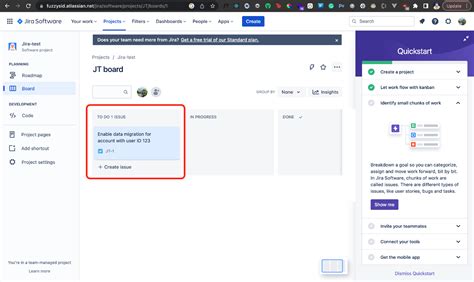 fuzzysid.atlassian.net/jira/software/projects/JT/boards/1
Update
Jira Software
Your work
Projects
Filters
Dashboards
People
Apps
Create
Does your team need more from Jira? Get a free trial of our Standard plan.
Jira-test
Software project
PLANNING
Roadmap
Board
DEVELOPMENT
Code
Project pages
Add shortcut
Project settings
You're in a team-managed project
Learn more
Projects / Jira-test
JT board
GROUP BY
None
Insights
TO DO 1 ISSUE
Enable data migration for
account with user ID 123
JT-1
+ Create issue
IN PROGRESS
DONE ✓
Quickstart
Create a project
Let work flow with kanban
Identify small chunks of work
Breakdown a goal so you can categorize,
assign and move work forward, bit by bit.
In Jira Software, chunks of work are
called issues. There are different types of
issues, like user stories, bugs and tasks.
Show me
Invite your teammates
Connect your tools
Get the mobile app
Dismiss Quickstart